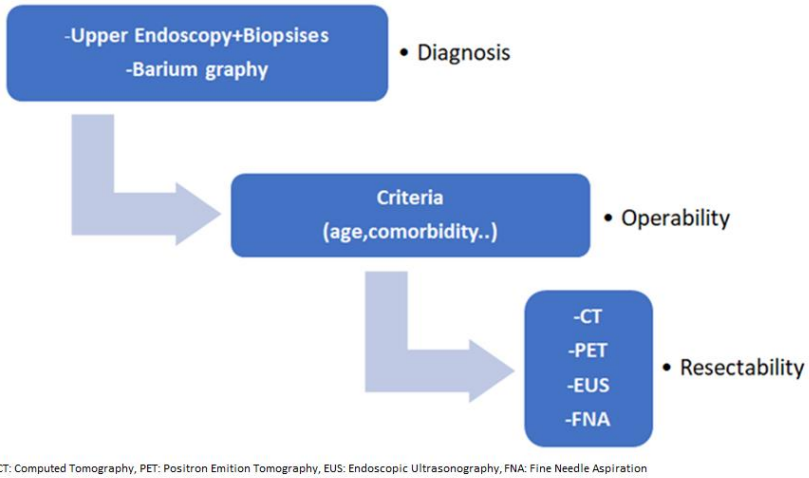 -Upper Endoscopy+Biopsises
-Barium graphy
• Diagnosis
Criteria
(age,comorbidity..)
• Operability
-CT
-PET
-EUS
-FNA
• Resectability
CT: Computed Tomography, PET: Positron Emition Tomography, EUS: Endoscopic Ultrasonography, FNA: Fine Needle Aspiration